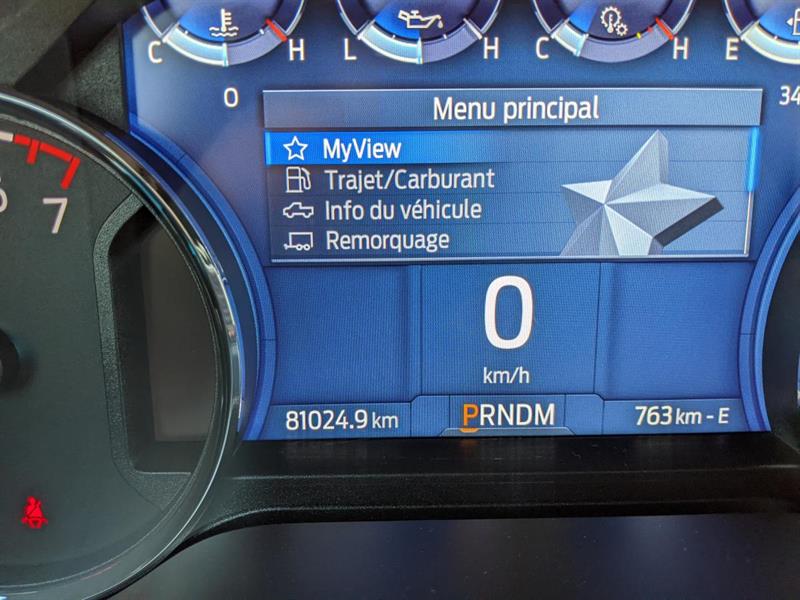 C H L H C H E
0 34
Menu principal
MyView
Trajet/Carburant
Info du véhicule
Remorquage
7
0
km/h
81024.9 km PRNDM 763 km - E